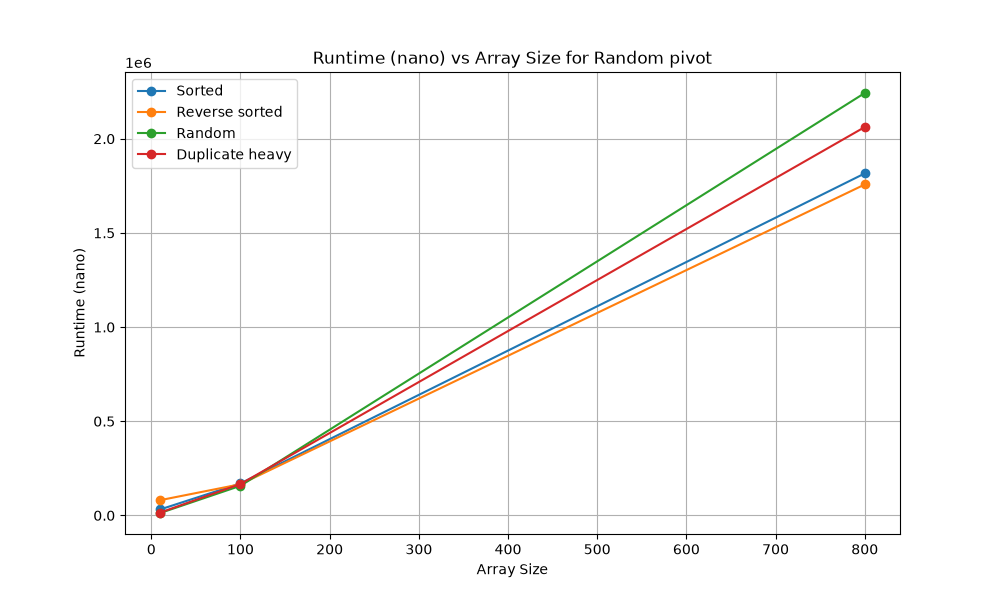 Runtime (nano) vs Array Size for Random pivot
1e6
Sorted
Reverse sorted
Random
Duplicate heavy
2.0
1.5
1.0
0.5
0.0
Runtime (nano)
0 100 200 300 400 500 600 700 800
Array Size